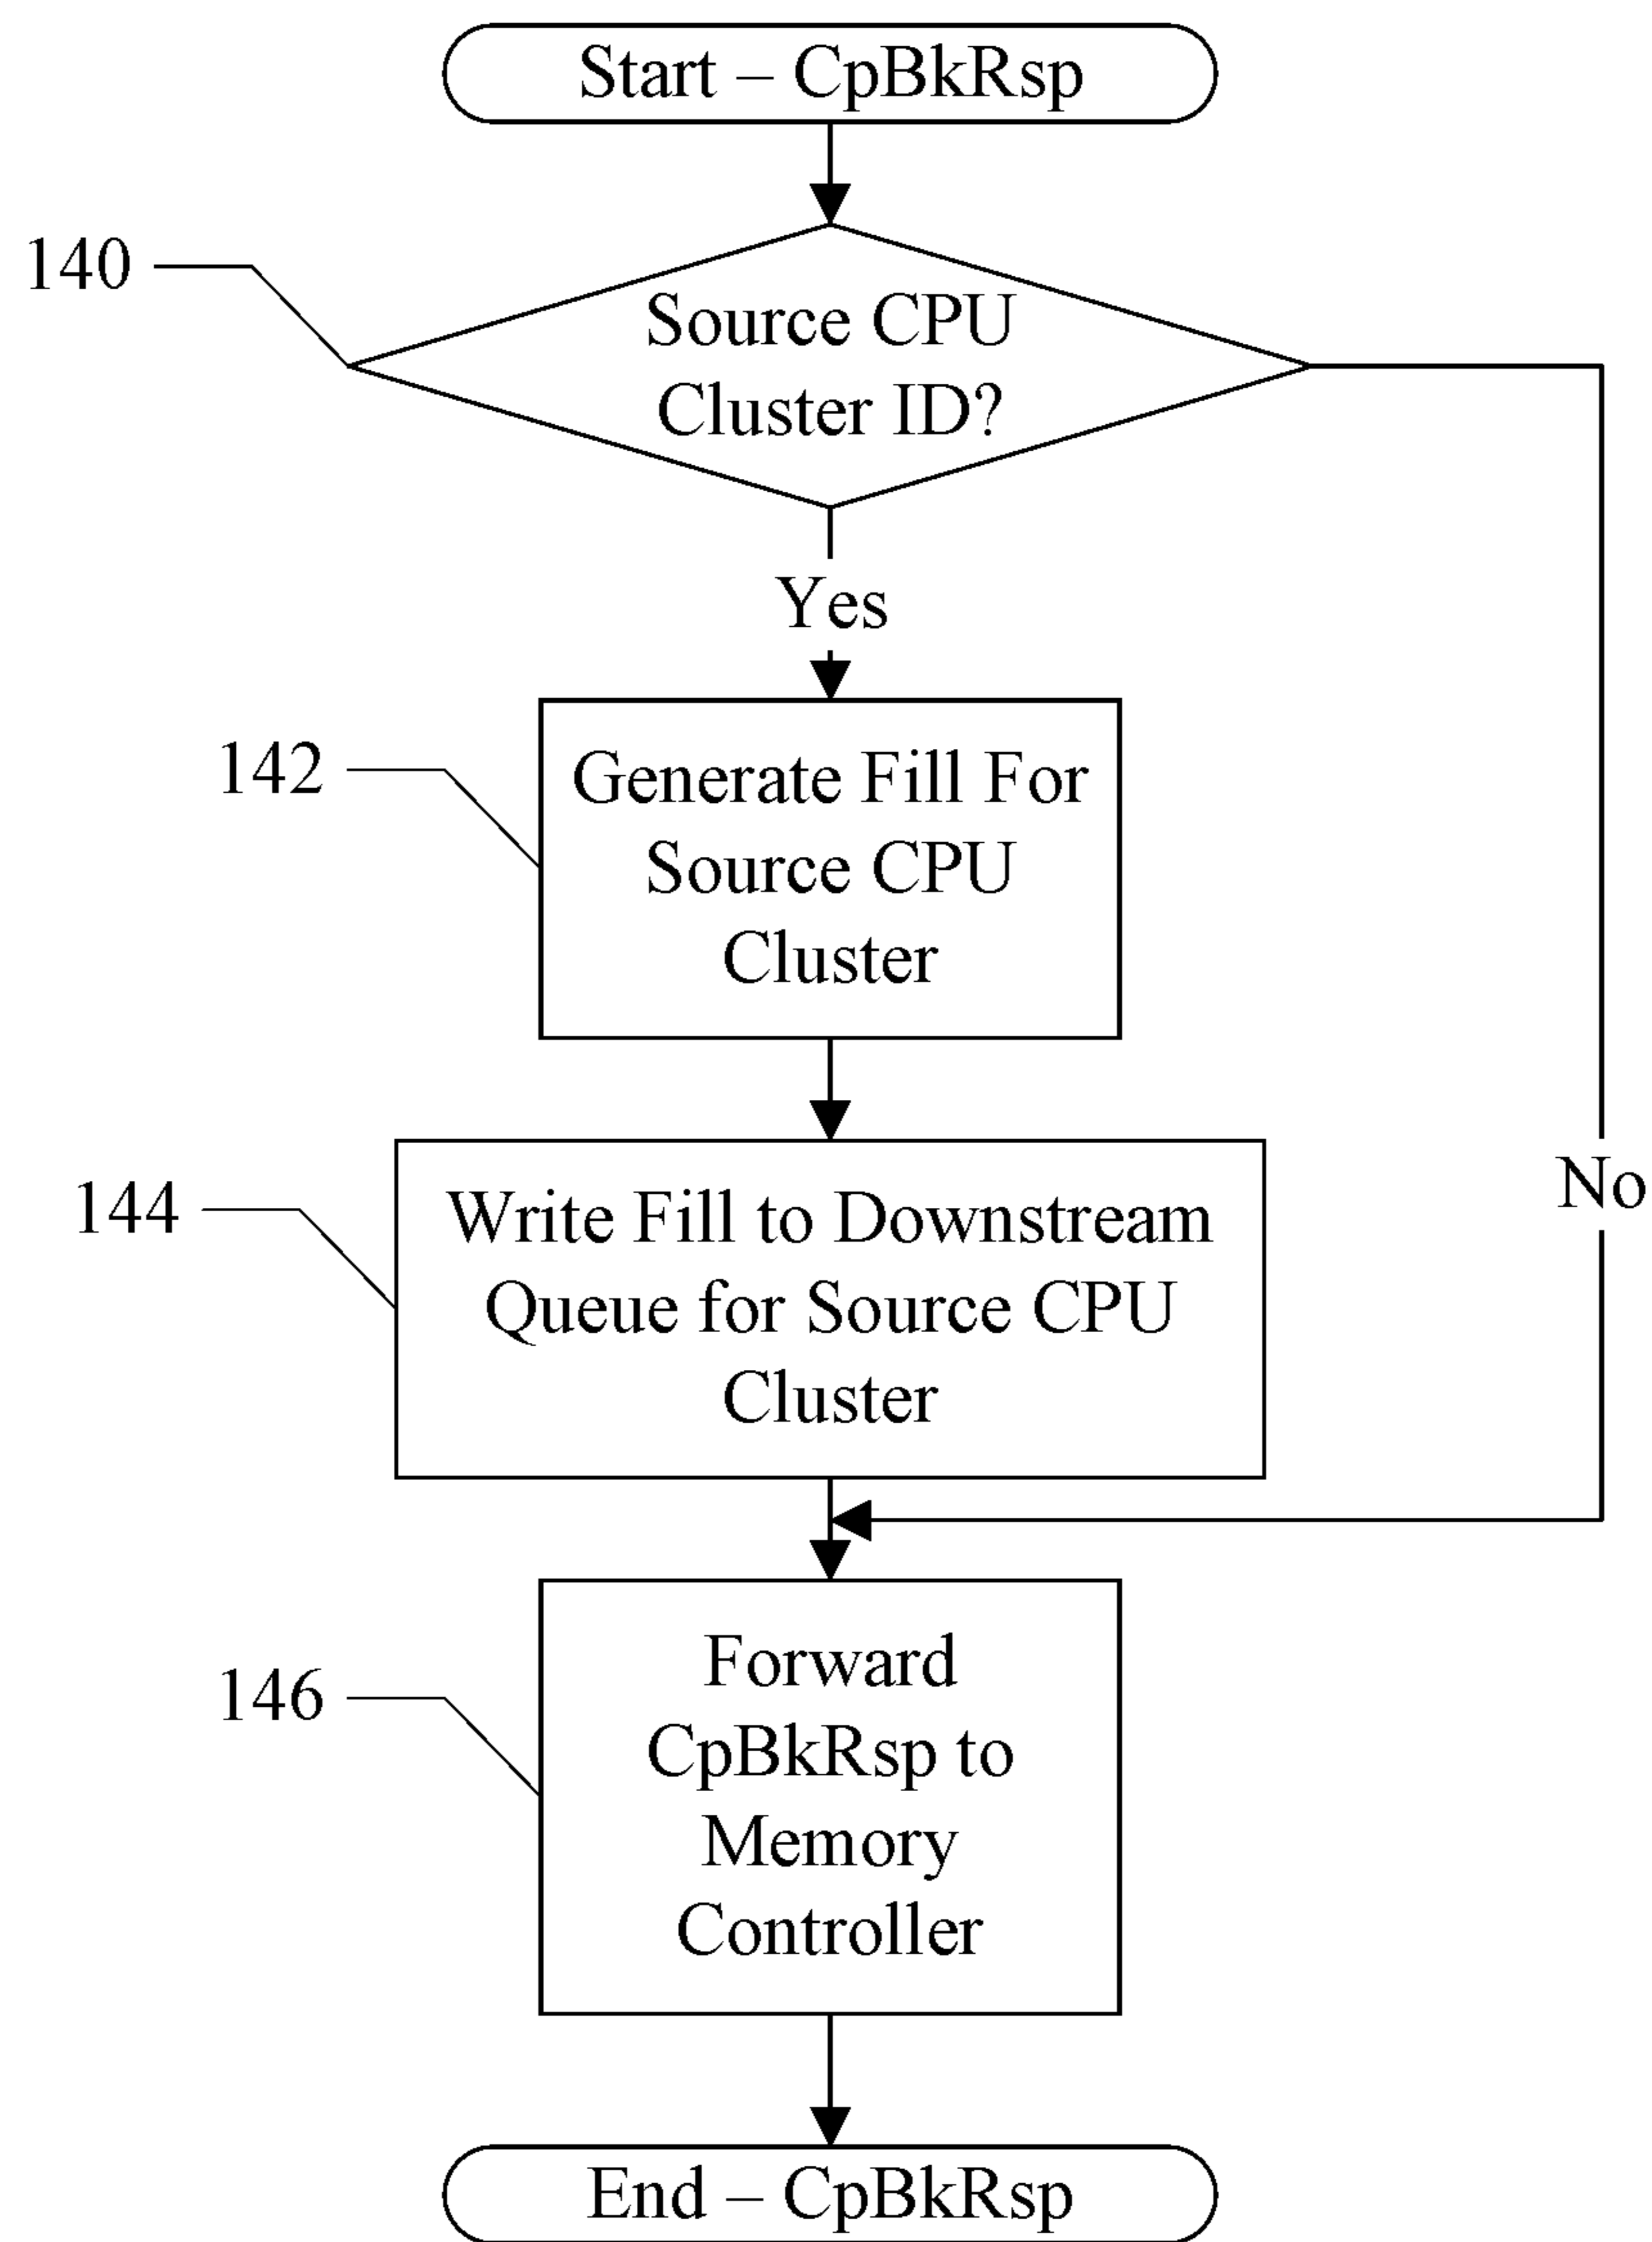 Start – CpBkRsp
140
Source CPU
Cluster ID?
Yes
142
Generate Fill For
Source CPU
Cluster
144
Write Fill to Downstream
Queue for Source CPU
Cluster
No
146
Forward
CpBkRsp to
Memory
Controller
End – CpBkRsp